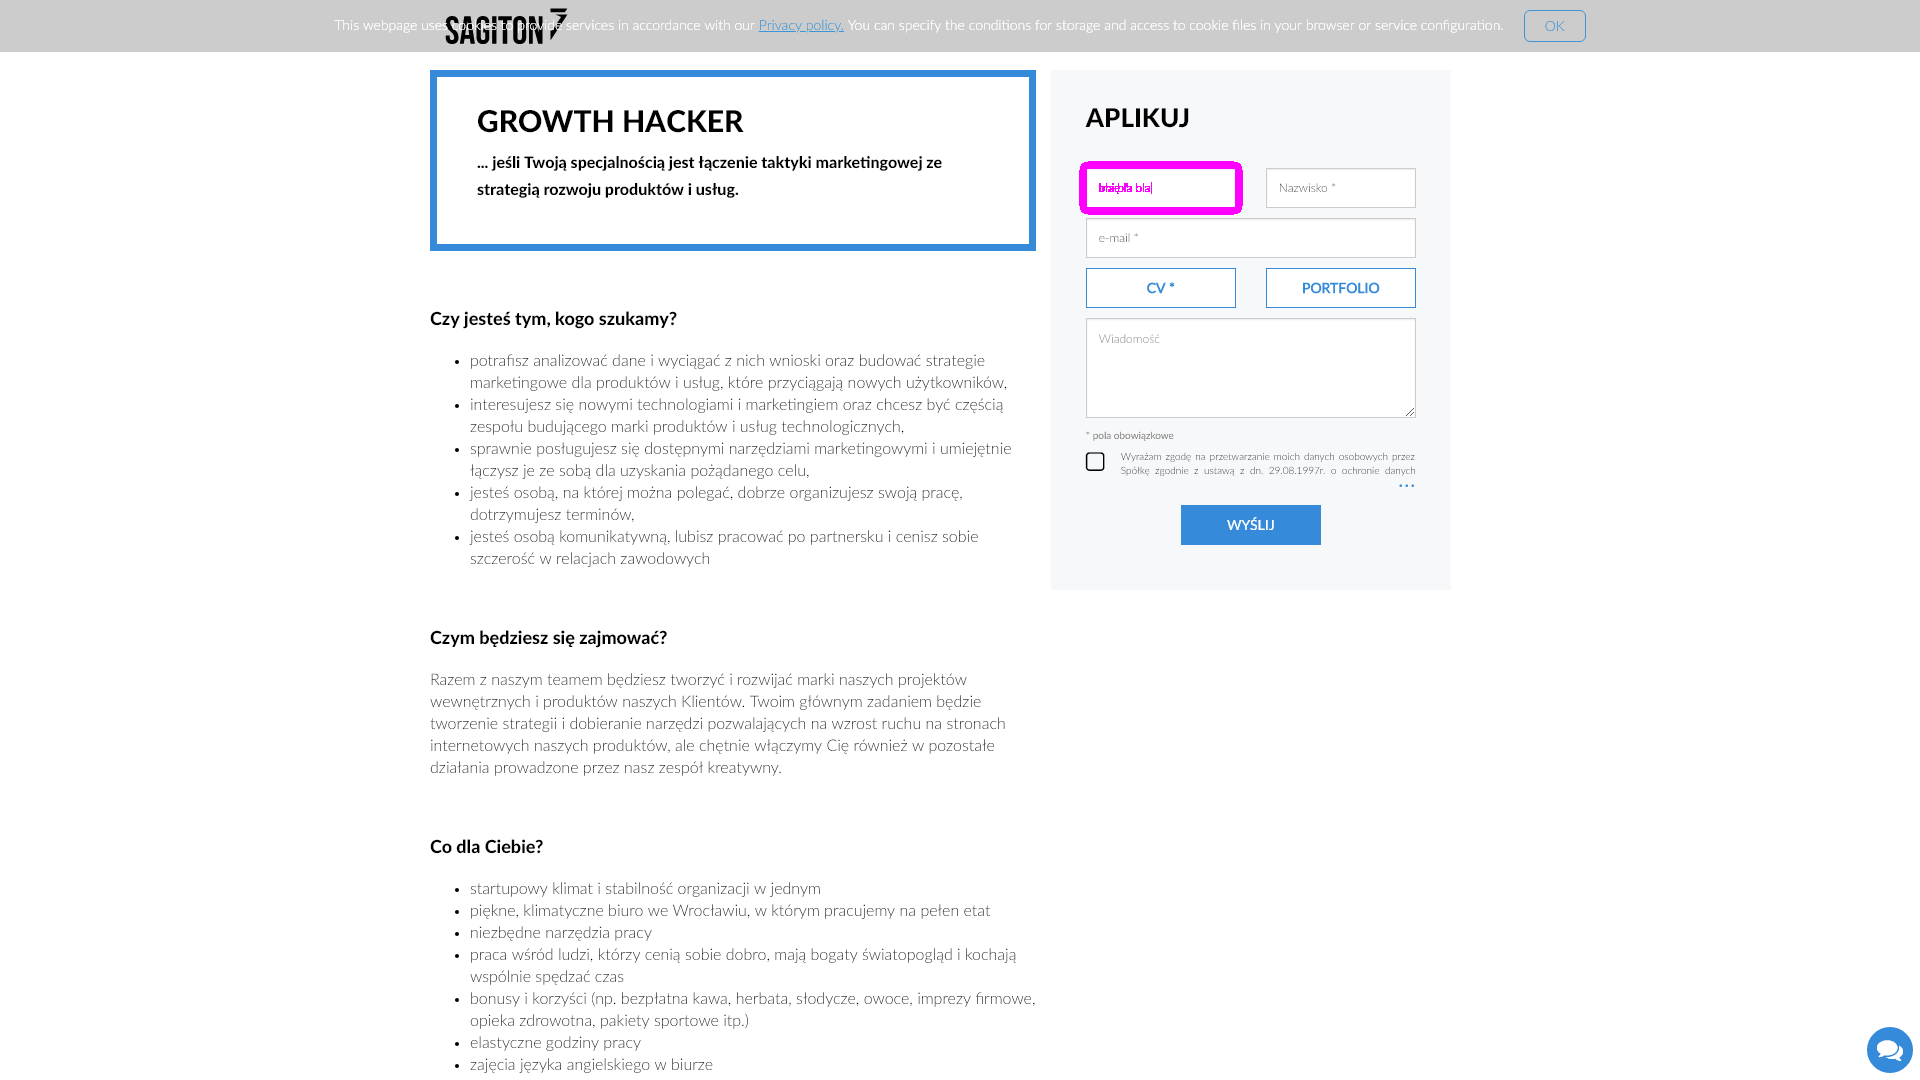 This webpage uses cookies to provide services in accordance with our Privacy policy. You can specify the conditions for storage and access to cookie files in your browser or service configuration.
OK
SAGITON
GROWTH HACKER
... jeśli Twoją specjalnością jest łączenie taktyki marketingowej ze
strategią rozwoju produktów i usług.
APLIKUJ
Nazwisko *
e-mail *
CV *
PORTFOLIO
Wiadomość
* pola obowiązkowe
Wyrażam zgodę na przetwarzanie moich danych osobowych przez
Spółkę zgodnie z ustawą z dn. 29.08.1997r. o ochronie danych
...
WYŚLIJ
Czy jesteś tym, kogo szukamy?
• potrafisz analizować dane i wyciągać z nich wnioski oraz budować strategie
marketingowe dla produktów i usług, które przyciągają nowych użytkowników,
• interesujesz się nowymi technologiami i marketingiem oraz chcesz być częścią
zespołu budującego marki produktów i usług technologicznych,
• sprawnie posługujesz się dostępnymi narzędziami marketingowymi i umiejętnie
łączysz je ze sobą dla uzyskania pożądanego celu,
• jesteś osobą, na której można polegać, dobrze organizujesz swoją pracę,
dotrzymujesz terminów,
• jesteś osobą komunikatywną, lubisz pracować po partnersku i cenisz sobie
szczerość w relacjach zawodowych
Czym będziesz się zajmować?
Razem z naszym teamem będziesz tworzyć i rozwijać marki naszych projektów
wewnętrznych i produktów naszych Klientów. Twoim głównym zadaniem będzie
tworzenie strategii i dobieranie narzędzi pozwalających na wzrost ruchu na stronach
internetowych naszych produktów, ale chętnie włączymy Cię również w pozostałe
działania prowadzone przez nasz zespół kreatywny.
Co dla Ciebie?
• startupowy klimat i stabilność organizacji w jednym
• piękne, klimatyczne biuro we Wrocławiu, w którym pracujemy na pełen etat
• niezbędne narzędzia pracy
• praca wśród ludzi, którzy cenią sobie dobro, mają bogaty światopogląd i kochają
wspólnie spędzać czas
• bonusy i korzyści (np. bezpłatna kawa, herbata, słodycze, owoce, imprezy firmowe,
opieka zdrowotna, pakiety sportowe itp.)
• elastyczne godziny pracy
• zajęcia języka angielskiego w biurze